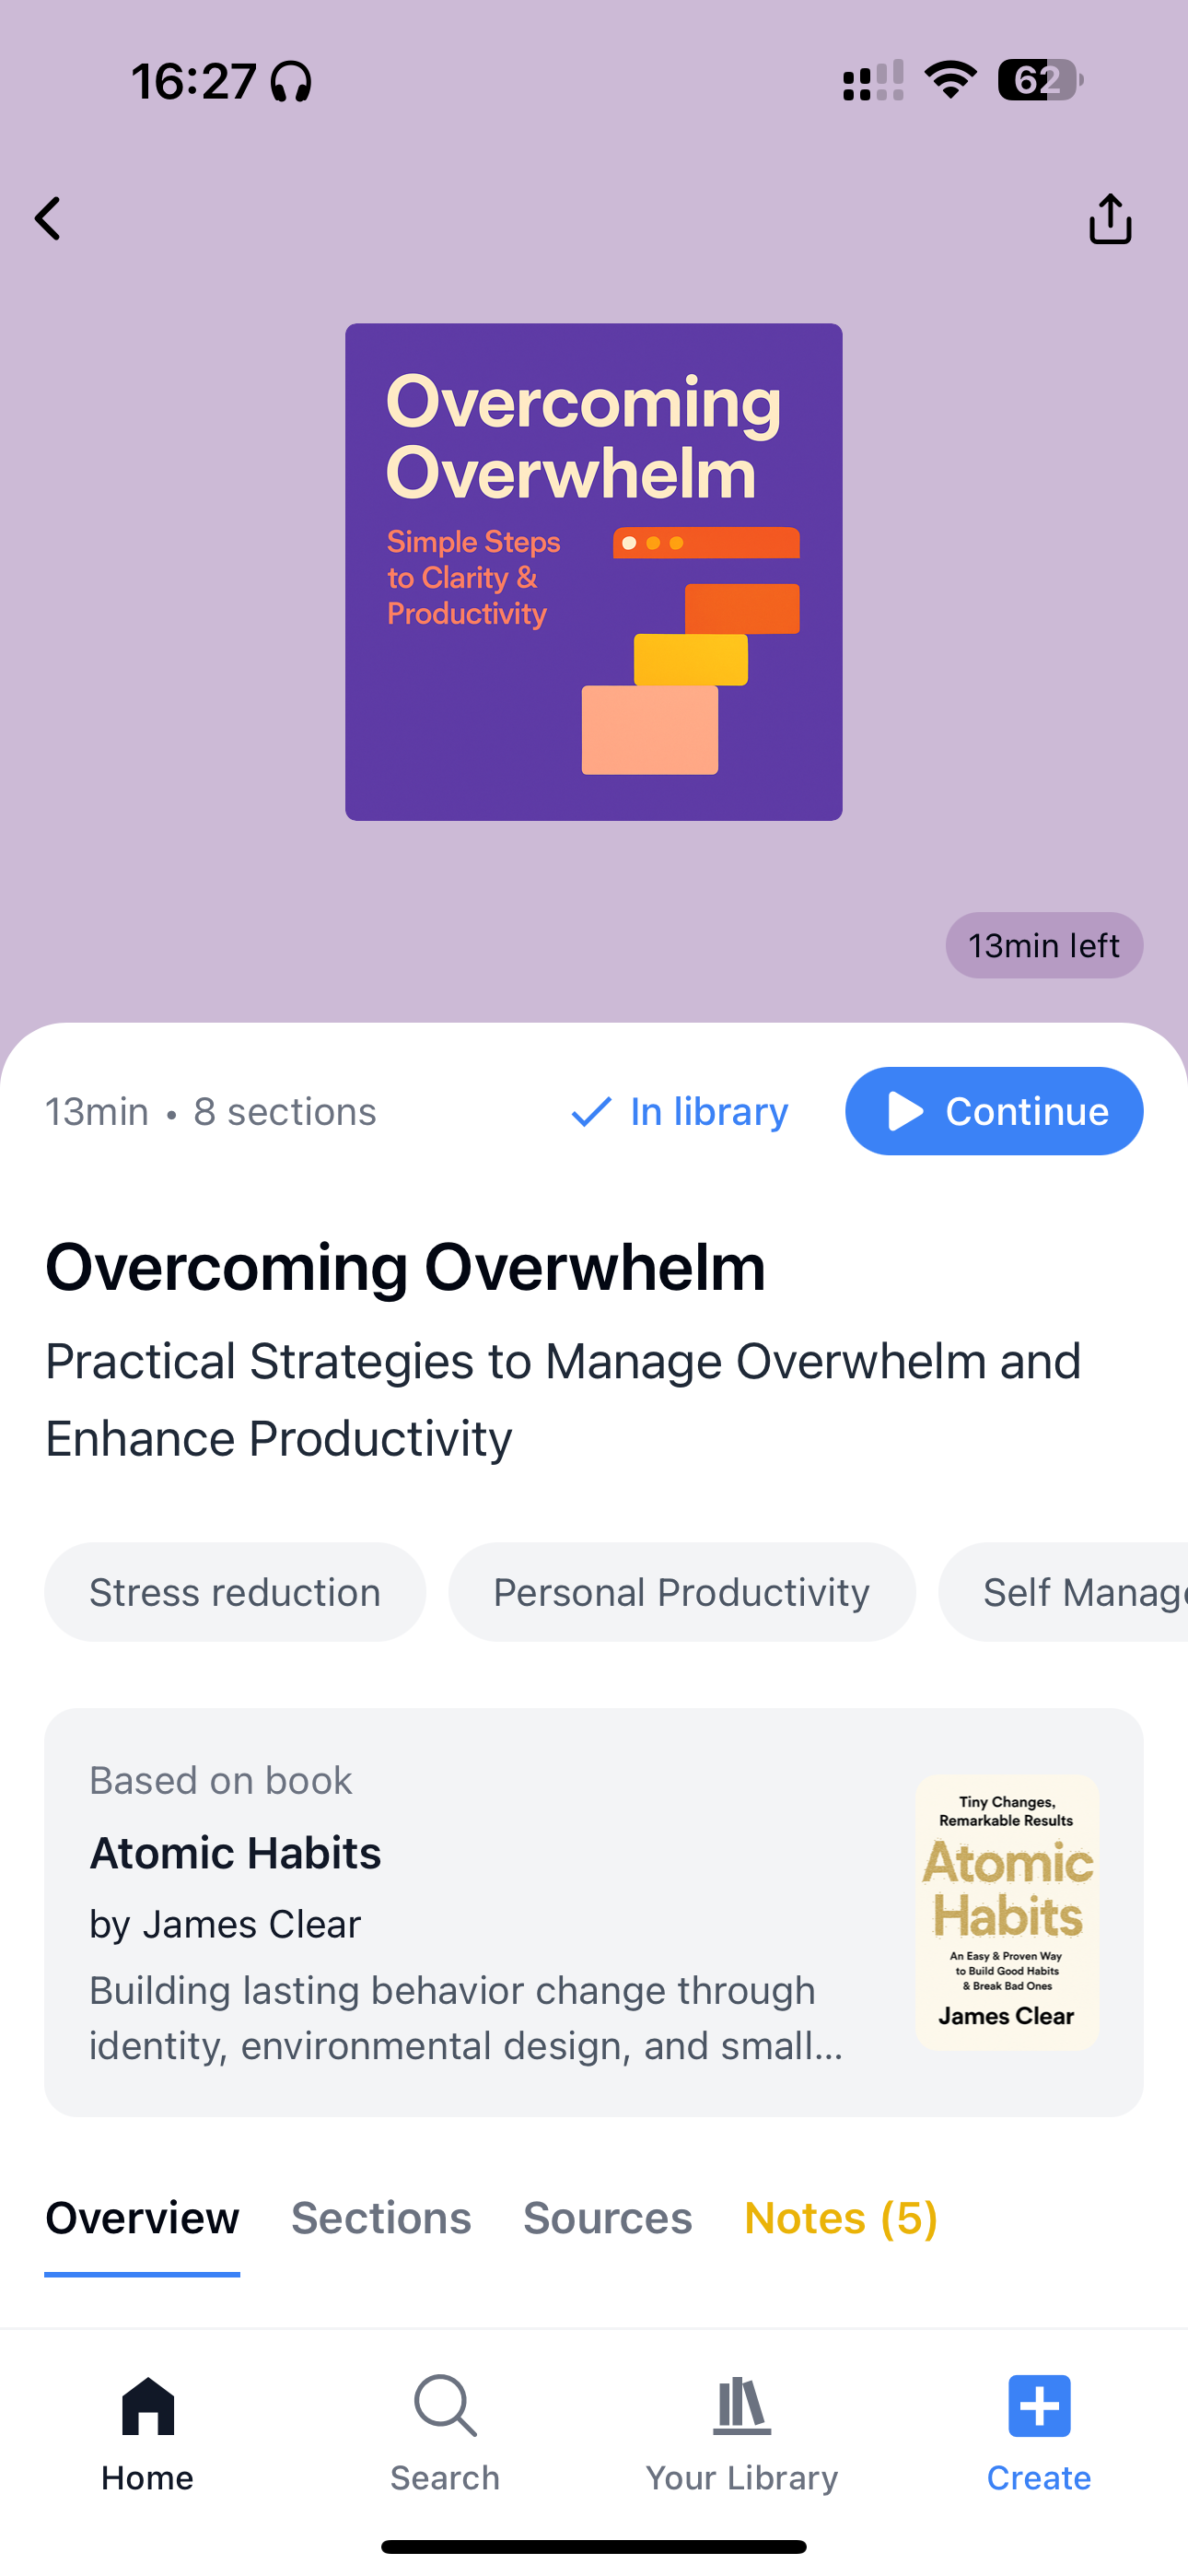 16:27
62
Overcoming
Overwhelm
Simple Steps
to Clarity &
Productivity
13min left
13min • 8 sections
In library
Continue
Overcoming Overwhelm
Practical Strategies to Manage Overwhelm and
Enhance Productivity
Stress reduction
Personal Productivity
Self Manag
Based on book
Atomic Habits
by James Clear
Building lasting behavior change through
identity, environmental design, and small...
Tiny Changes,
Remarkable Results
Atomic
Habits
An Easy & Proven Way
to Build Good Habits
& Break Bad Ones
James Clear
Overview
Sections
Sources
Notes (5)
Home
Search
Your Library
Create